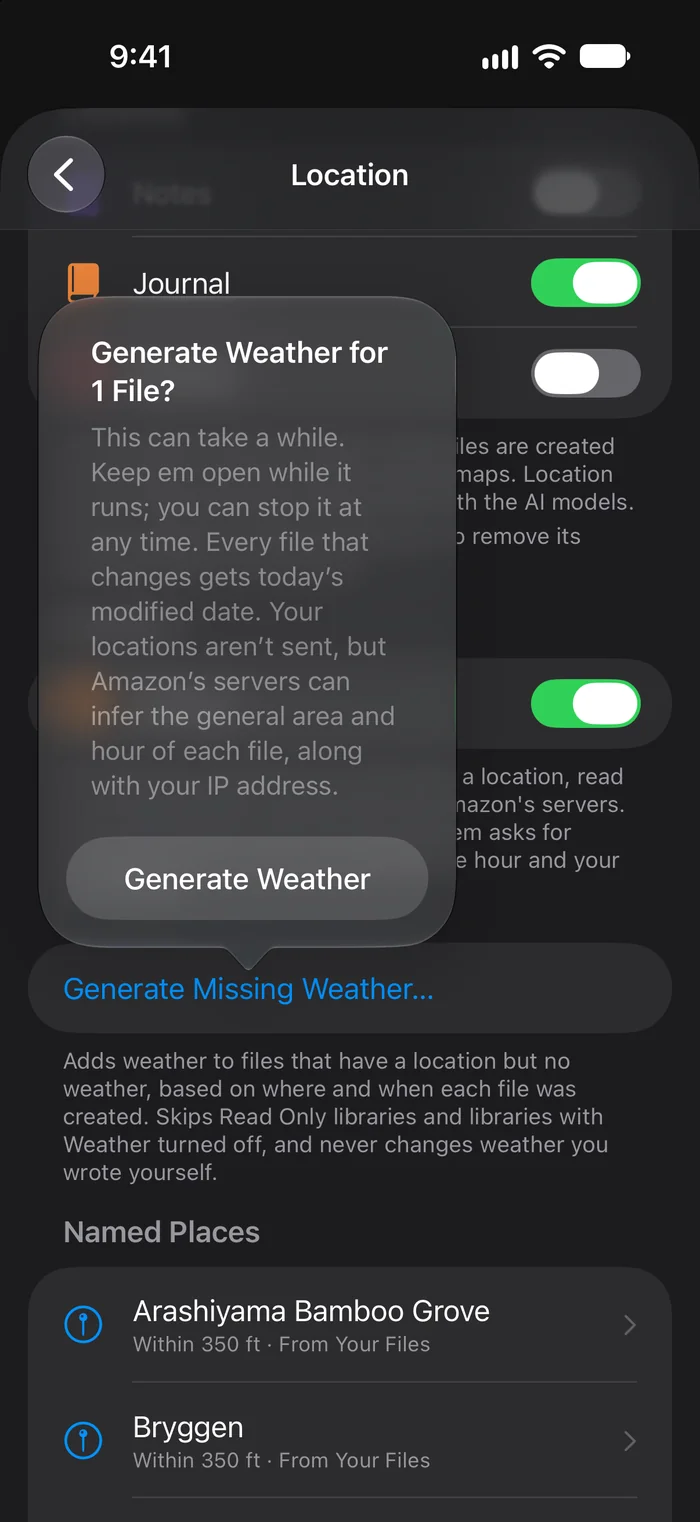 9:41
Location
Notes
Journal
Generate Weather for
1 File?
This can take a while.
Keep em open while it
runs; you can stop it at
any time. Every file that
changes gets today’s
modified date. Your
locations aren’t sent, but
Amazon’s servers can
infer the general area and
hour of each file, along
with your IP address.
Generate Weather
are created
maps. Location
the AI models.
remove its
a location, read
servers.
em asks for
hour and your
Generate Missing Weather...
Adds weather to files that have a location but no
weather, based on where and when each file was
created. Skips Read Only libraries and libraries with
Weather turned off, and never changes weather you
wrote yourself.
Named Places
Arashiyama Bamboo Grove
Within 350 ft · From Your Files
Bryggen
Within 350 ft · From Your Files